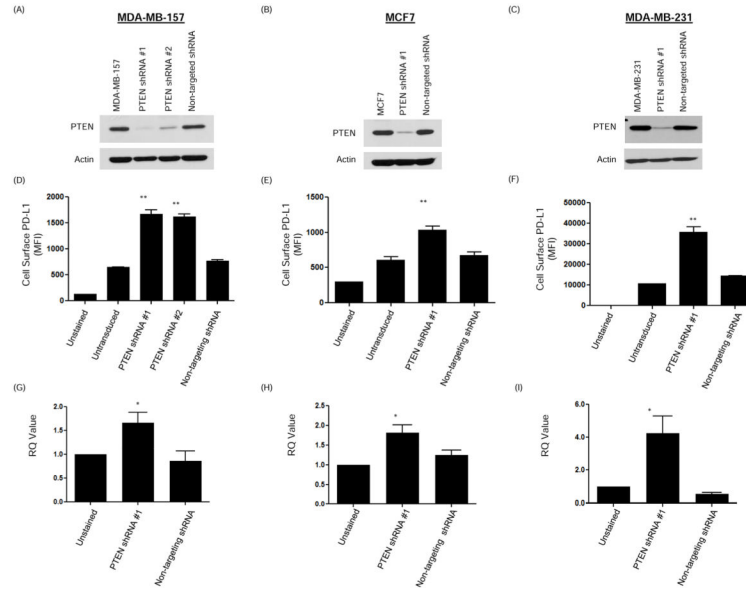 (A)
MDA-MB-157
MDA-MB-157
PTEN shRNA #1
PTEN shRNA #2
Non-targeted shRNA
PTEN
Actin
(B)
MCF7
MCF7
PTEN shRNA #1
Non-targeted shRNA
PTEN
Actin
(C)
MDA-MB-231
MDA-MB-231
PTEN shRNA #1
Non-targeted shRNA
PTEN
Actin
(D)
Cell Surface PD-L1
(MFI)
2000
1500
1000
500
0
**
**
Unstained
Untransduced
PTEN shRNA #1
PTEN shRNA #2
Non-targeting shRNA
(E)
Cell Surface PD-L1
(MFI)
1500
1000
500
0
**
Unstained
Untransduced
PTEN shRNA #1
Non-targeting shRNA
(F)
Cell Surface PD-L1
(MFI)
50000
40000
30000
20000
10000
0
**
Unstained
Untransduced
PTEN shRNA #1
Non-targeting shRNA
(G)
RQ Value
2.0
1.5
1.0
0.5
0.0
*
Unstained
PTEN shRNA #1
Non-targeting shRNA
(H)
RQ Value
2.5
2.0
1.5
1.0
0.5
0.0
*
Unstained
PTEN shRNA #1
Non-targeting shRNA
(I)
RQ Value
6.0
4.0
2.0
0.0
*
Unstained
PTEN shRNA #1
Non-targeting shRNA